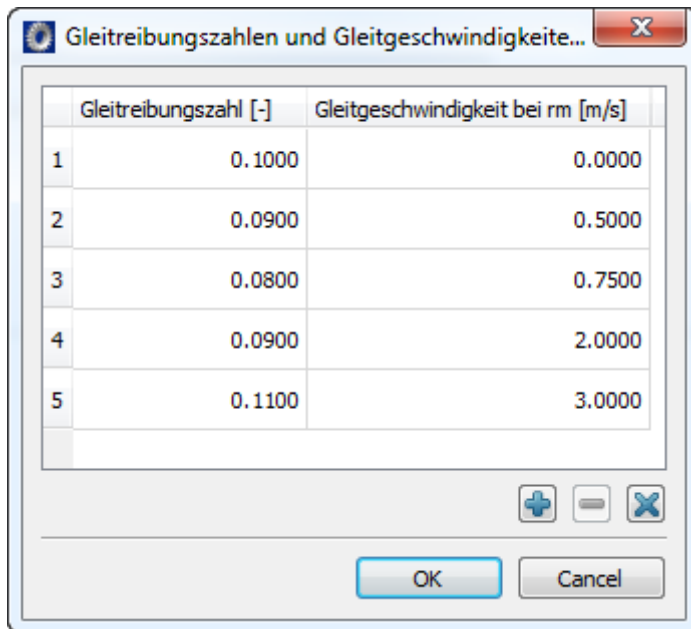 Gleitreibungszahlen und Gleitgeschwindigkeite...
Gleitreibungszahl [-] Gleitgeschwindigkeit bei rm [m/s]
1 0.1000 0.0000
2 0.0900 0.5000
3 0.0800 0.7500
4 0.0900 2.0000
5 0.1100 3.0000
OK Cancel